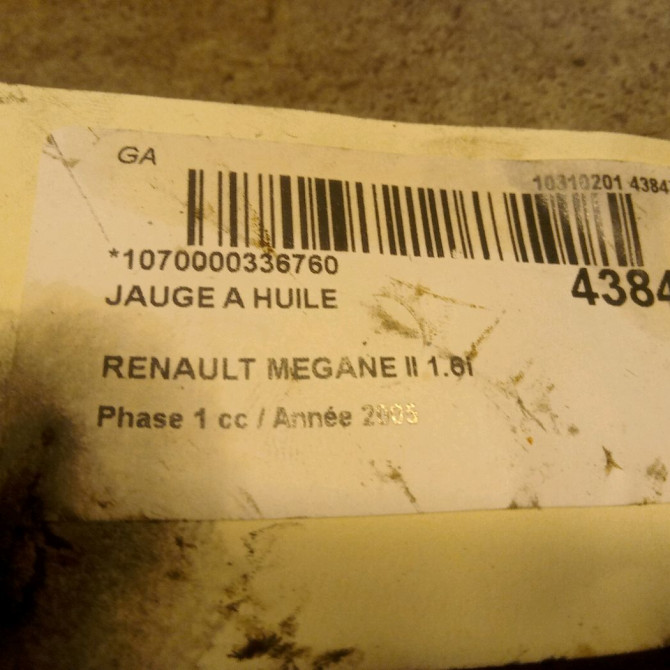 GA
10310201 4384
*1070000336760
4384
JAUGE A HUILE
RENAULT MEGANE II 1.6i
Phase 1 cc / Année 2005